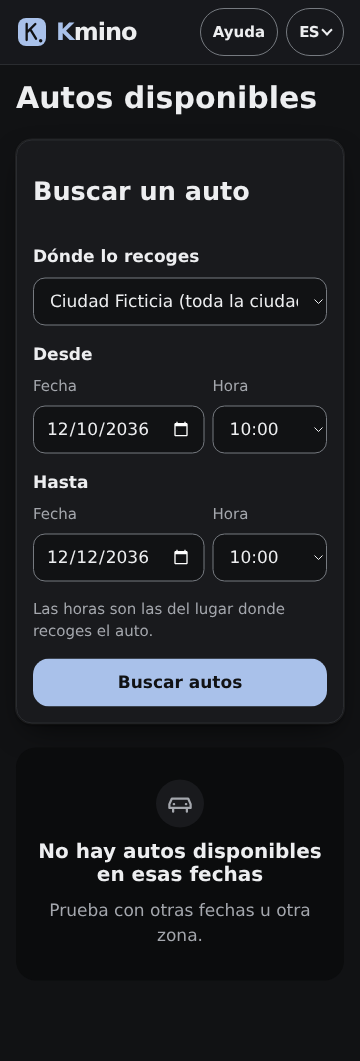 K. Kmino
Ayuda
ES
Autos disponibles
Buscar un auto
Dónde lo recoges
Ciudad Ficticia (toda la ciudad
Desde
Fecha
Hora
12/10/2036
10:00
Hasta
Fecha
Hora
12/12/2036
10:00
Las horas son las del lugar donde
recoges el auto.
Buscar autos
No hay autos disponibles
en esas fechas
Prueba con otras fechas u otra
zona.